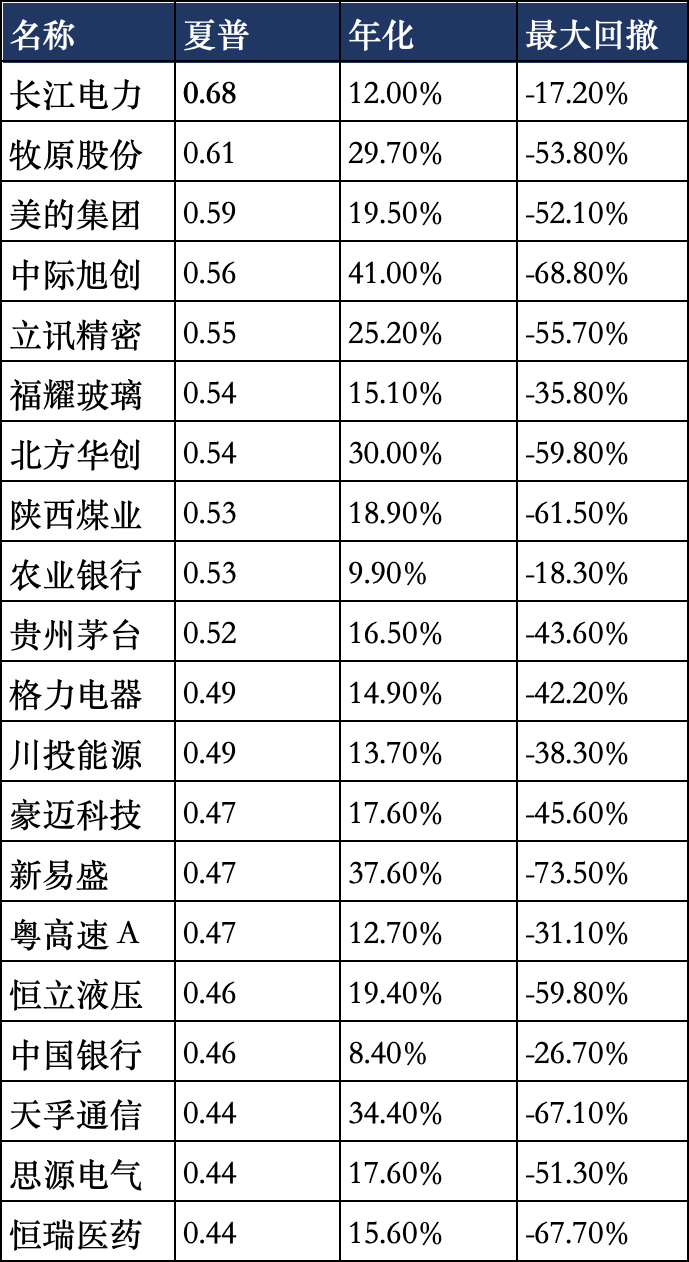 名称 夏普 年化 最大回撤
长江电力 0.68 12.00% -17.20%
牧原股份 0.61 29.70% -53.80%
美的集团 0.59 19.50% -52.10%
中际旭创 0.56 41.00% -68.80%
立讯精密 0.55 25.20% -55.70%
福耀玻璃 0.54 15.10% -35.80%
北方华创 0.54 30.00% -59.80%
陕西煤业 0.53 18.90% -61.50%
农业银行 0.53 9.90% -18.30%
贵州茅台 0.52 16.50% -43.60%
格力电器 0.49 14.90% -42.20%
川投能源 0.49 13.70% -38.30%
豪迈科技 0.47 17.60% -45.60%
新易盛 0.47 37.60% -73.50%
粤高速A 0.47 12.70% -31.10%
恒立液压 0.46 19.40% -59.80%
中国银行 0.46 8.40% -26.70%
天孚通信 0.44 34.40% -67.10%
思源电气 0.44 17.60% -51.30%
恒瑞医药 0.44 15.60% -67.70%